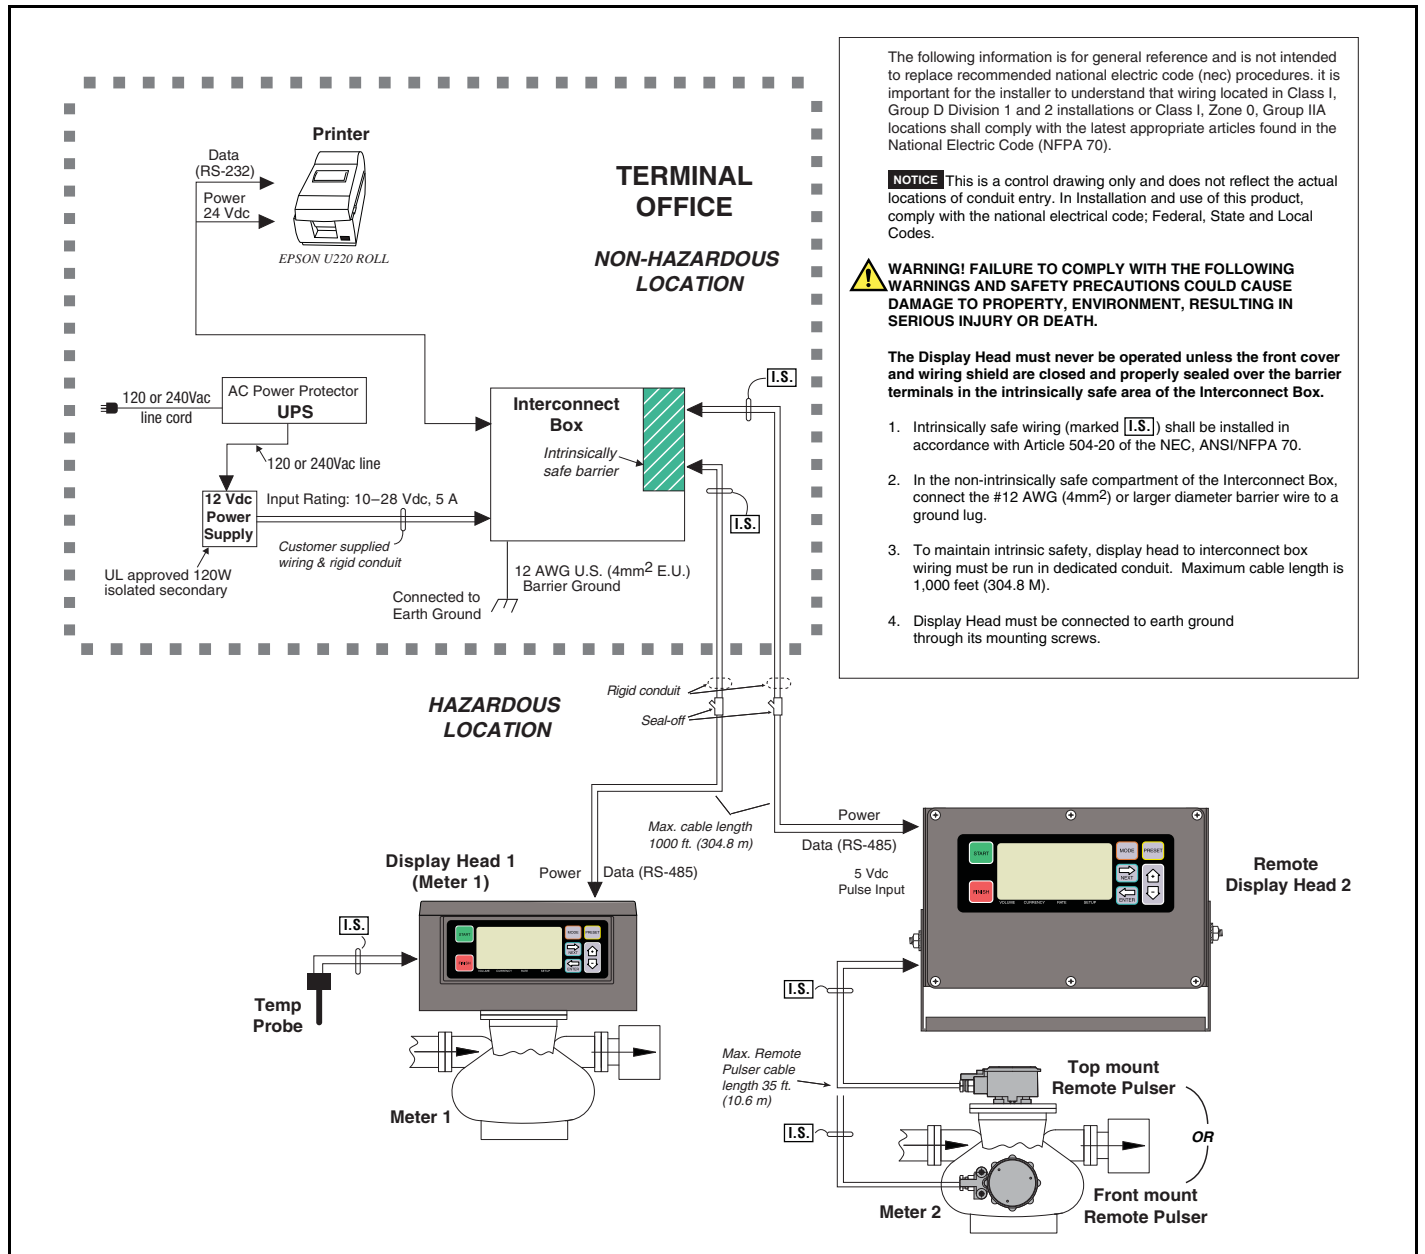 Printer
Data
(RS-232)
Power
24 Vdc
EPSON U220 ROLL
TERMINAL
OFFICE
NON-HAZARDOUS
LOCATION
I.S.
120 or 240Vac
line cord
AC Power Protector
UPS
120 or 240Vac line
Interconnect
Box
Intrinsically
safe barrier
I.S.
12 Vdc
Power
Supply
Input Rating: 10–28 Vdc, 5 A
Customer supplied
wiring & rigid conduit
UL approved 120W
isolated secondary
12 AWG U.S. (4mm2 E.U.)
Barrier Ground
Connected to
Earth Ground
The following information is for general reference and is not intended
to replace recommended national electric code (nec) procedures. it is
important for the installer to understand that wiring located in Class I,
Group D Division 1 and 2 installations or Class I, Zone 0, Group IIA
locations shall comply with the latest appropriate articles found in the
National Electric Code (NFPA 70).
NOTICE This is a control drawing only and does not reflect the actual
locations of conduit entry. In Installation and use of this product,
comply with the national electrical code; Federal, State and Local
Codes.
WARNING! FAILURE TO COMPLY WITH THE FOLLOWING
WARNINGS AND SAFETY PRECAUTIONS COULD CAUSE
DAMAGE TO PROPERTY, ENVIRONMENT, RESULTING IN
SERIOUS INJURY OR DEATH.
The Display Head must never be operated unless the front cover
and wiring shield are closed and properly sealed over the barrier
terminals in the intrinsically safe area of the Interconnect Box.
1. Intrinsically safe wiring (marked I.S.) shall be installed in
accordance with Article 504-20 of the NEC, ANSI/NFPA 70.
2. In the non-intrinsically safe compartment of the Interconnect Box,
connect the #12 AWG (4mm2) or larger diameter barrier wire to a
ground lug.
3. To maintain intrinsic safety, display head to interconnect box
wiring must be run in dedicated conduit. Maximum cable length is
1,000 feet (304.8 M).
4. Display Head must be connected to earth ground
through its mounting screws.
HAZARDOUS
LOCATION
Rigid conduit
Seal-off
Max. cable length
1000 ft. (304.8 m)
Power
Data (RS-485)
5 Vdc
Pulse Input
Display Head 1
(Meter 1)
Power
Data (RS-485)
START
FINISH
MODE
PRESET
NEXT
ENTER
VOLUME CURRENCY RATE SETUP
Remote
Display Head 2
I.S.
START
FINISH
MODE
PRESET
NEXT
ENTER
VOLUME CURRENCY RATE SETUP
Temp
Probe
Meter 1
I.S.
Max. Remote
Pulser cable
length 35 ft.
(10.6 m)
Top mount
Remote Pulser
I.S.
OR
Front mount
Remote Pulser
Meter 2